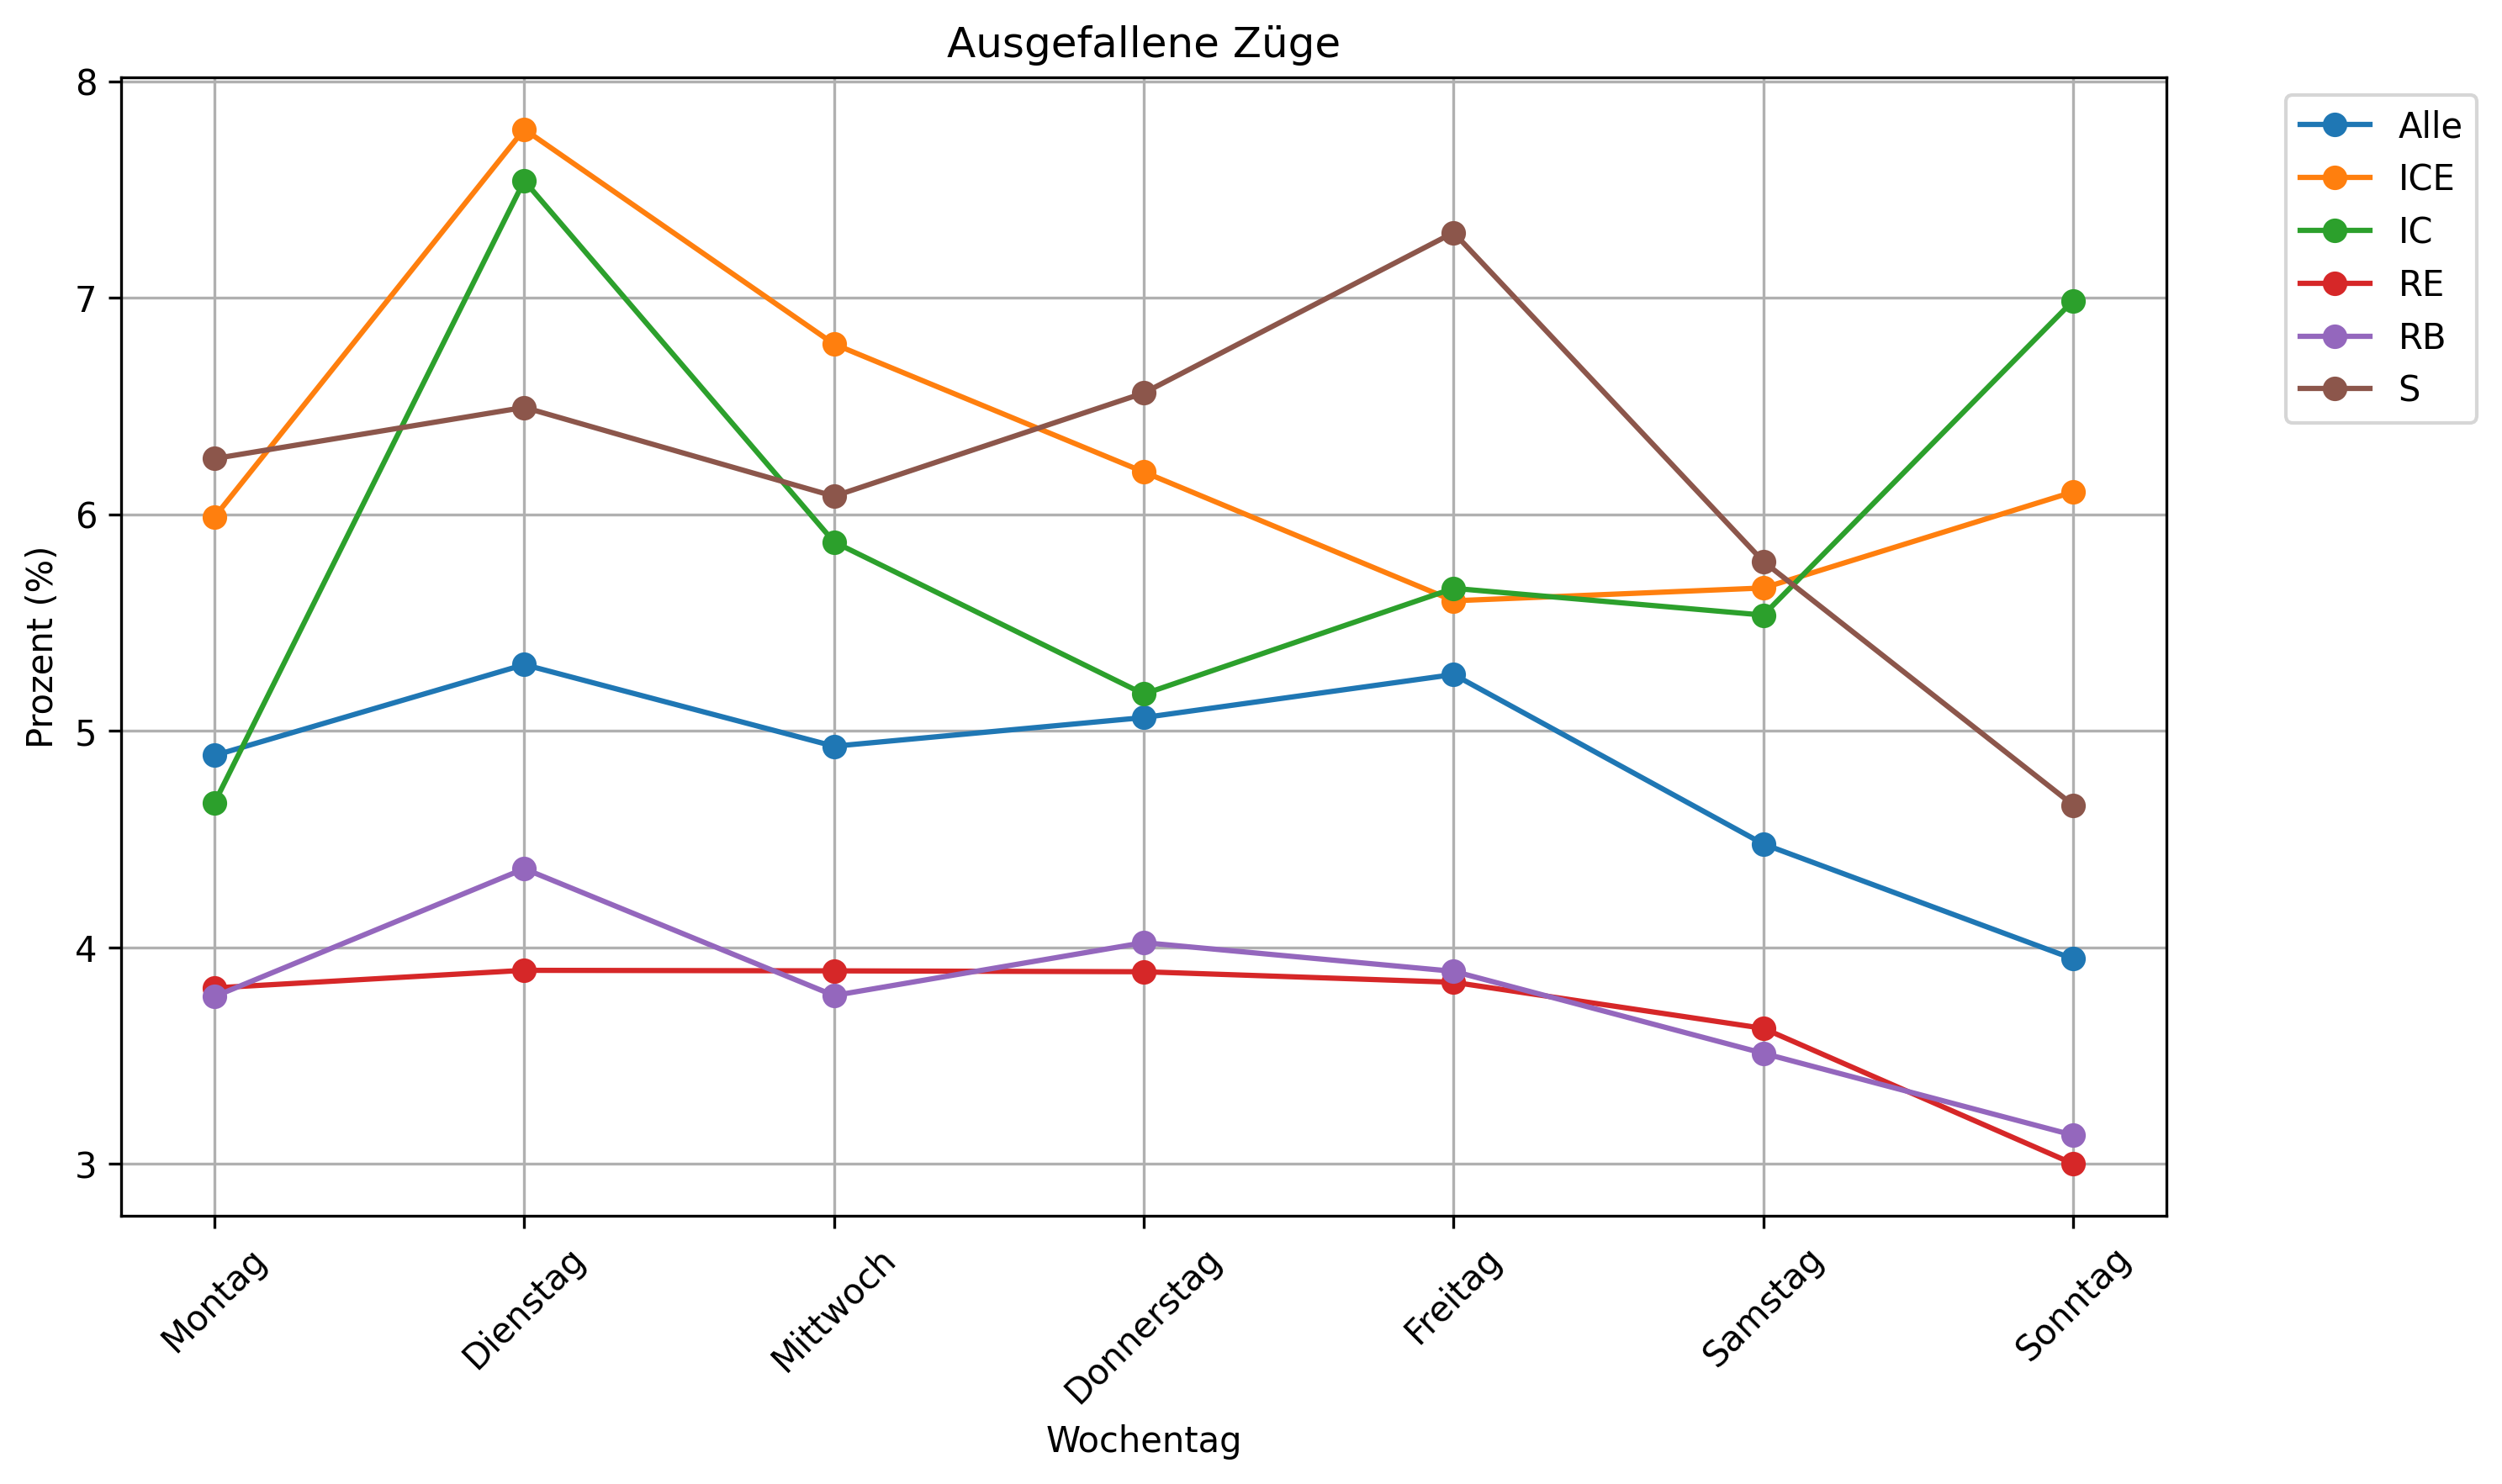 Ausgefallene Züge
Prozent (%)
8
7
6
5
4
3
Montag
Dienstag
Mittwoch
Donnerstag
Freitag
Samstag
Sonntag
Wochentag
Alle
ICE
IC
RE
RB
S